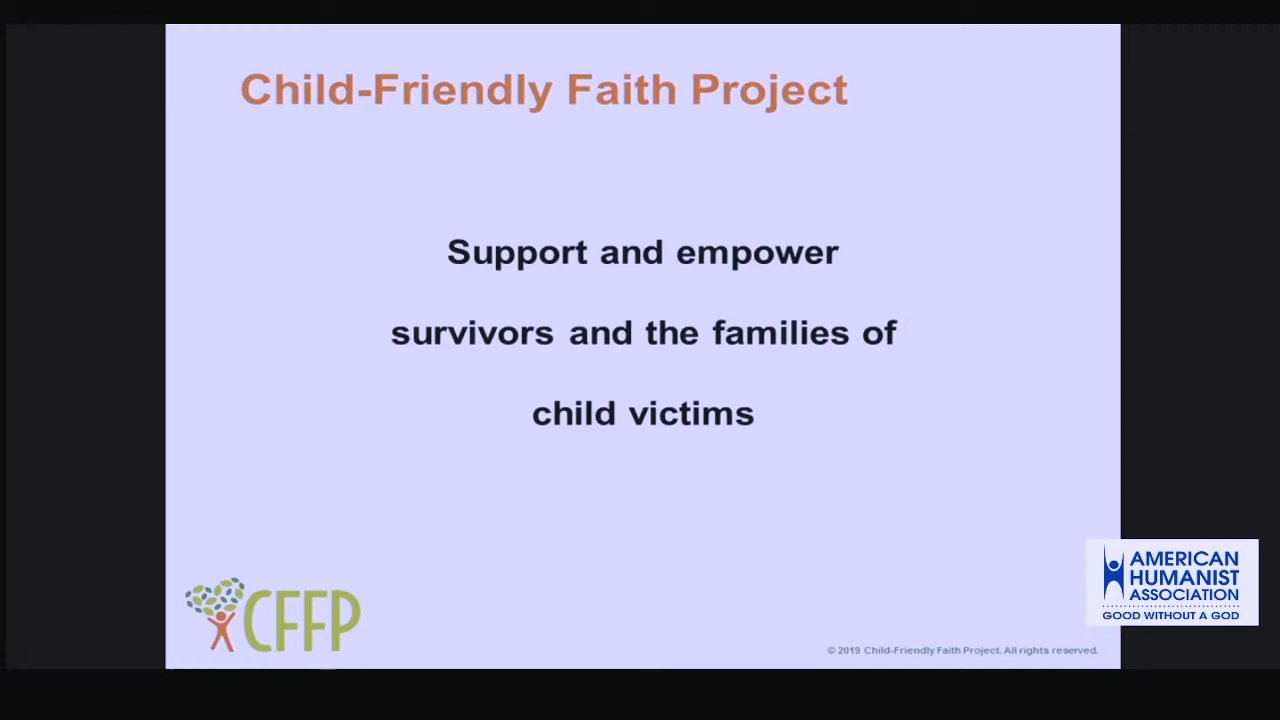 Child-Friendly Faith Project
Support and empower
survivors and the families of
child victims
CFFP
© 2019 Child-Friendly Faith Project. All rights reserved.
AMERICAN
HUMANIST
ASSOCIATION
GOOD WITHOUT A GOD